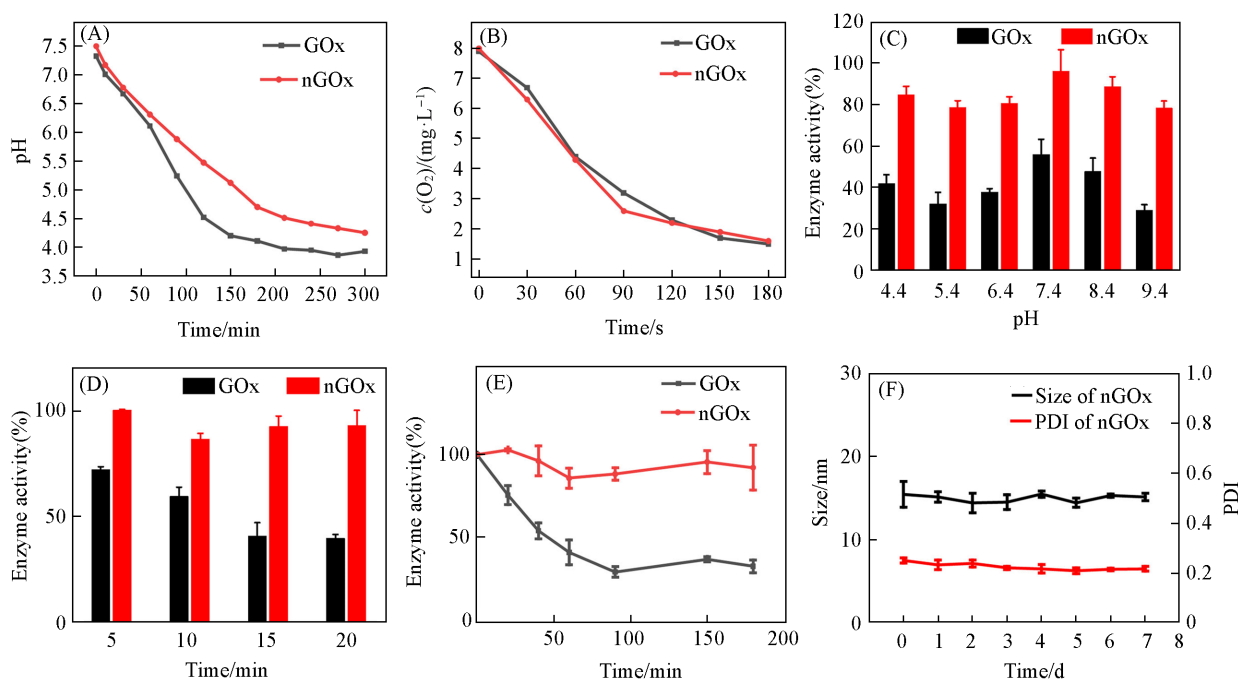 (A)
GOx
nGOx
7.5
7.0
6.5
6.0
5.5
5.0
4.5
4.0
3.5
pH
0 50 100 150 200 250 300
Time/min
(B)
GOx
nGOx
8
7
6
5
4
3
2
1
c(O₂)/(mg·L⁻¹)
0 30 60 90 120 150 180
Time/s
(C)
GOx nGOx
120
100
80
60
40
20
0
Enzyme activity(%)
4.4 5.4 6.4 7.4 8.4 9.4
pH
(D)
GOx nGOx
100
50
0
Enzyme activity(%)
5 10 15 20
Time/min
(E)
GOx
nGOx
100
50
0
Enzyme activity(%)
0 50 100 150 200
Time/min
(F)
Size of nGOx
PDI of nGOx
30
20
10
0
Size/nm
1.0
0.8
0.6
0.4
0.2
0
PDI
0 1 2 3 4 5 6 7 8
Time/d